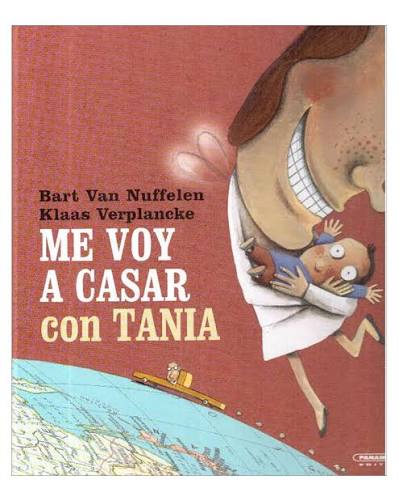 Bart Van Nuffelen
Klaas Verplancke
ME VOY
A CASAR
con TANIA